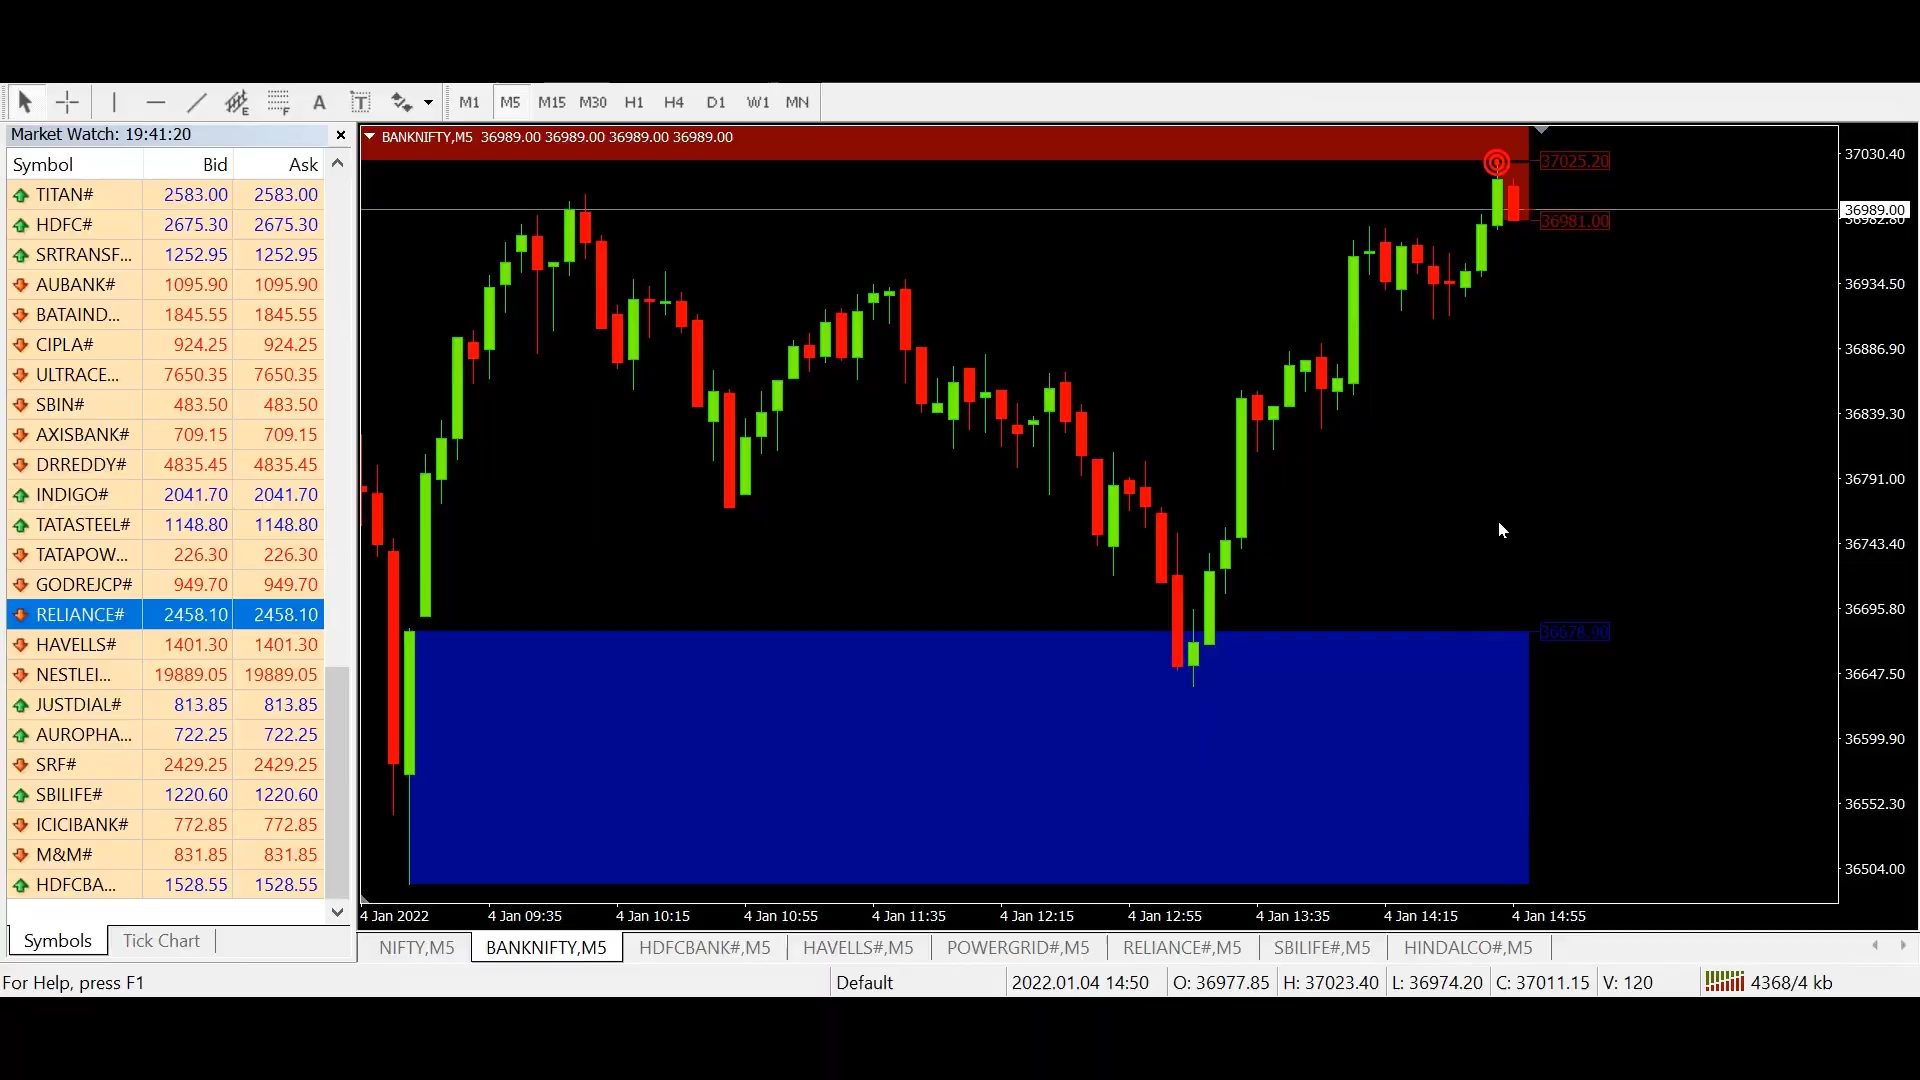 A T E F
M1 M5 M15 M30 H1 H4 D1 W1 MN
Market Watch: 19:41:20
Symbol Bid Ask
TITAN# 2583.00 2583.00
HDFC# 2675.30 2675.30
SRTRANSF... 1252.95 1252.95
AUBANK# 1095.90 1095.90
BATAIND... 1845.55 1845.55
CIPLA# 924.25 924.25
ULTRACE... 7650.35 7650.35
SBIN# 483.50 483.50
AXISBANK# 709.15 709.15
DRREDDY# 4835.45 4835.45
INDIGO# 2041.70 2041.70
TATASTEEL# 1148.80 1148.80
TATAPOW... 226.30 226.30
GODREJCP# 949.70 949.70
RELIANCE# 2458.10 2458.10
HAVELLS# 1401.30 1401.30
NESTLEI... 19889.05 19889.05
JUSTDIAL# 813.85 813.85
AUROPHA... 722.25 722.25
SRF# 2429.25 2429.25
SBILIFE# 1220.60 1220.60
ICICIBANK# 772.85 772.85
M&M# 831.85 831.85
HDFCBA... 1528.55 1528.55
Symbols Tick Chart
BANKNIFTY,M5 36989.00 36989.00 36989.00 36989.00
37025.20
36981.00
36678.90
37030.40
36989.00
36982.80
36934.50
36886.90
36839.30
36791.00
36743.40
36695.80
36647.50
36599.90
36552.30
36504.00
4 Jan 2022 4 Jan 09:35 4 Jan 10:15 4 Jan 10:55 4 Jan 11:35 4 Jan 12:15 4 Jan 12:55 4 Jan 13:35 4 Jan 14:15 4 Jan 14:55
NIFTY,M5 BANKNIFTY,M5 HDFCBANK#,M5 HAVELLS#,M5 POWERGRID#,M5 RELIANCE#,M5 SBILIFE#,M5 HINDALCO#,M5
For Help, press F1 Default 2022.01.04 14:50 O: 36977.85 H: 37023.40 L: 36974.20 C: 37011.15 V: 120 4368/4 kb